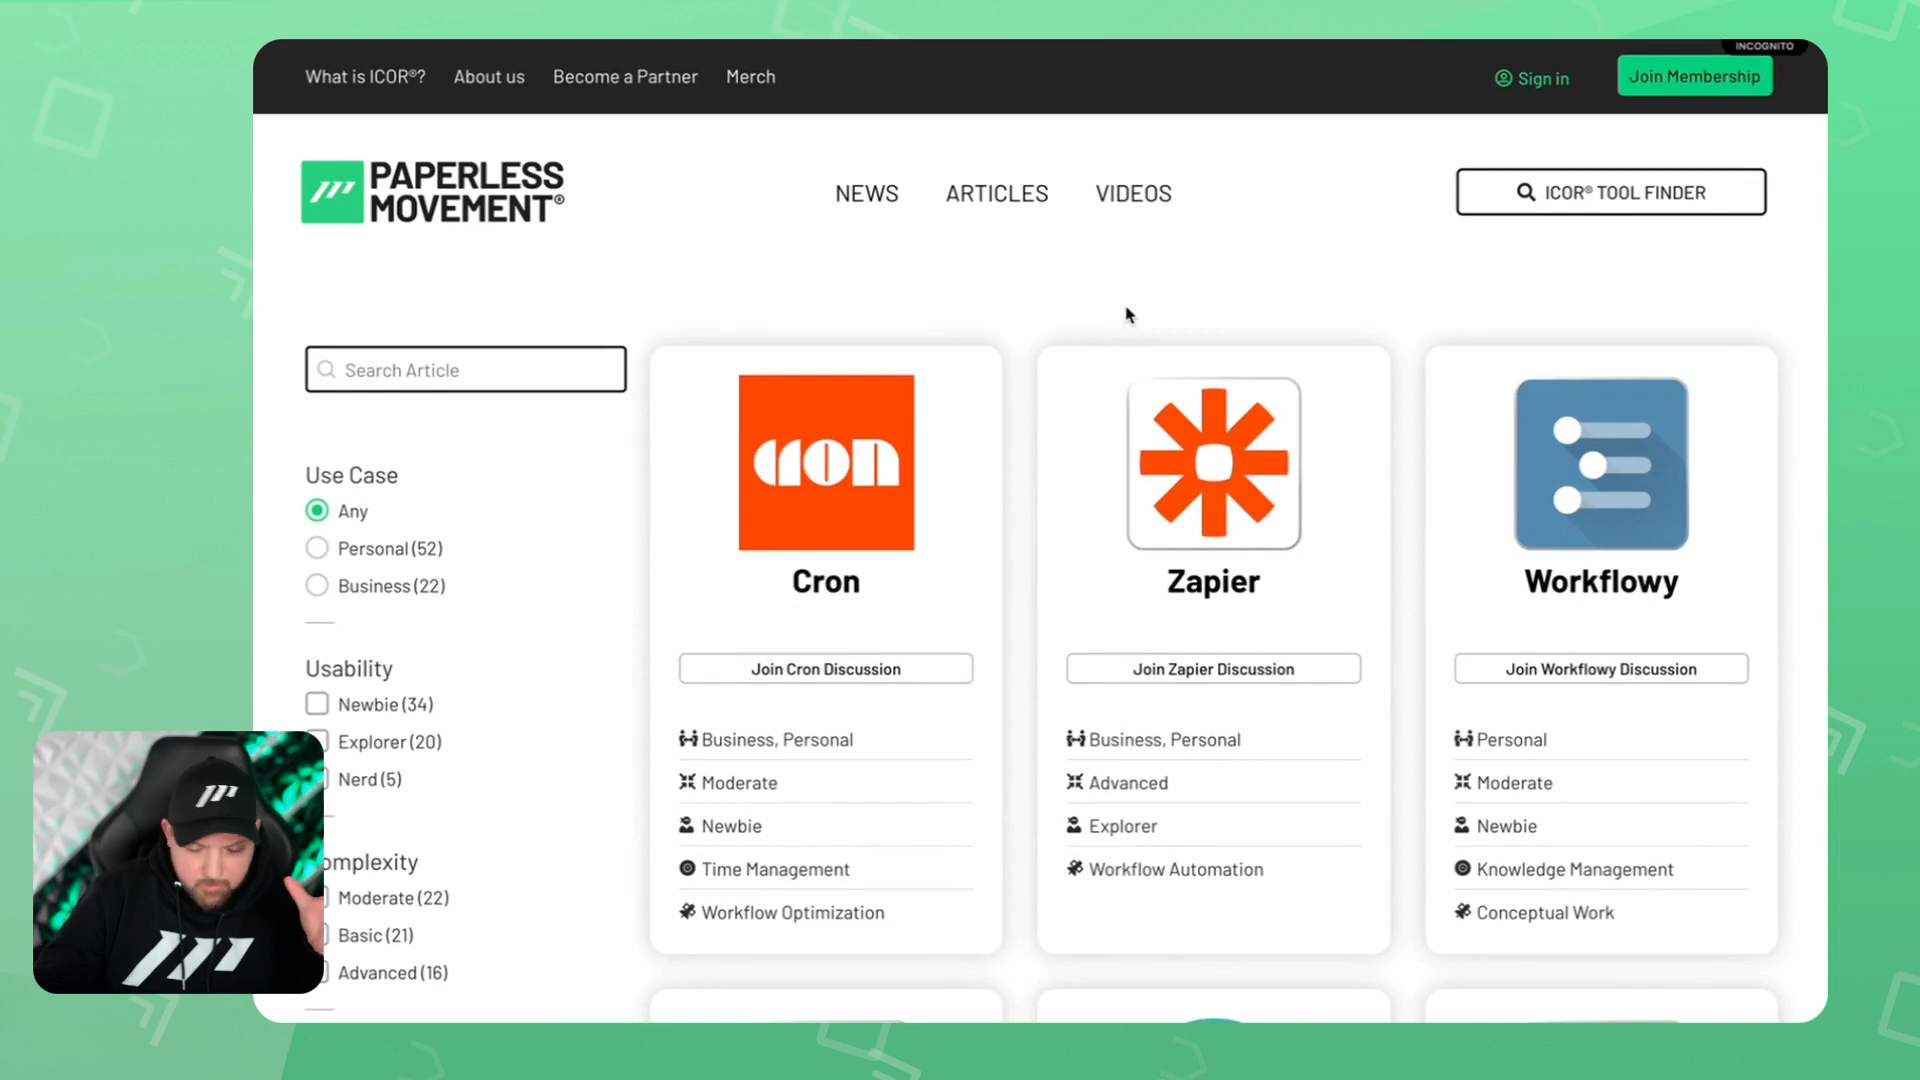 INCOGNITO
What is ICOR®? About us Become a Partner Merch Sign in Join Membership
PAPERLESS
MOVEMENT®
NEWS ARTICLES VIDEOS
ICOR® TOOL FINDER
Search Article
Use Case
Any
Personal (52)
Business (22)
Usability
Newbie (34)
Explorer (20)
Nerd (5)
omplexity
Moderate (22)
Basic (21)
Advanced (16)
cron
Cron
Join Cron Discussion
Business, Personal
Moderate
Newbie
Time Management
Workflow Optimization
Zapier
Join Zapier Discussion
Business, Personal
Advanced
Explorer
Workflow Automation
Workflowy
Join Workflowy Discussion
Personal
Moderate
Newbie
Knowledge Management
Conceptual Work